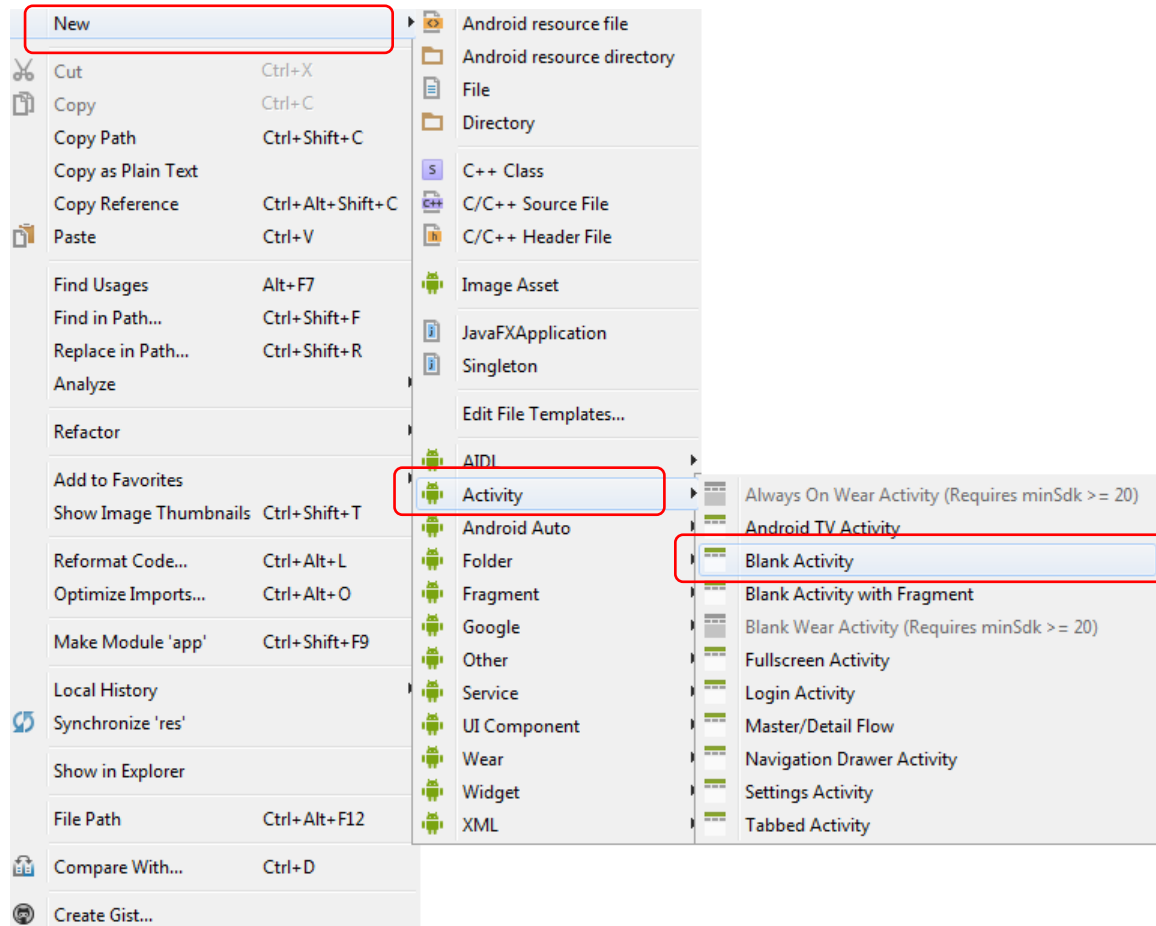 New
Cut Ctrl+X
Copy Ctrl+C
Copy Path Ctrl+Shift+C
Copy as Plain Text
Copy Reference Ctrl+Alt+Shift+C
Paste Ctrl+V
Find Usages Alt+F7
Find in Path... Ctrl+Shift+F
Replace in Path... Ctrl+Shift+R
Analyze
Refactor
Add to Favorites
Show Image Thumbnails Ctrl+Shift+T
Reformat Code... Ctrl+Alt+L
Optimize Imports... Ctrl+Alt+O
Make Module 'app' Ctrl+Shift+F9
Local History
Synchronize 'res'
Show in Explorer
File Path Ctrl+Alt+F12
Compare With... Ctrl+D
Create Gist...
Android resource file
Android resource directory
File
Directory
S C++ Class
C++ C/C++ Source File
h C/C++ Header File
Image Asset
J JavaFXApplication
J Singleton
Edit File Templates...
AIDL
Activity
Android Auto
Folder
Fragment
Google
Other
Service
UI Component
Wear
Widget
XML
Always On Wear Activity (Requires minSdk >= 20)
Android TV Activity
Blank Activity
Blank Activity with Fragment
Blank Wear Activity (Requires minSdk >= 20)
Fullscreen Activity
Login Activity
Master/Detail Flow
Navigation Drawer Activity
Settings Activity
Tabbed Activity